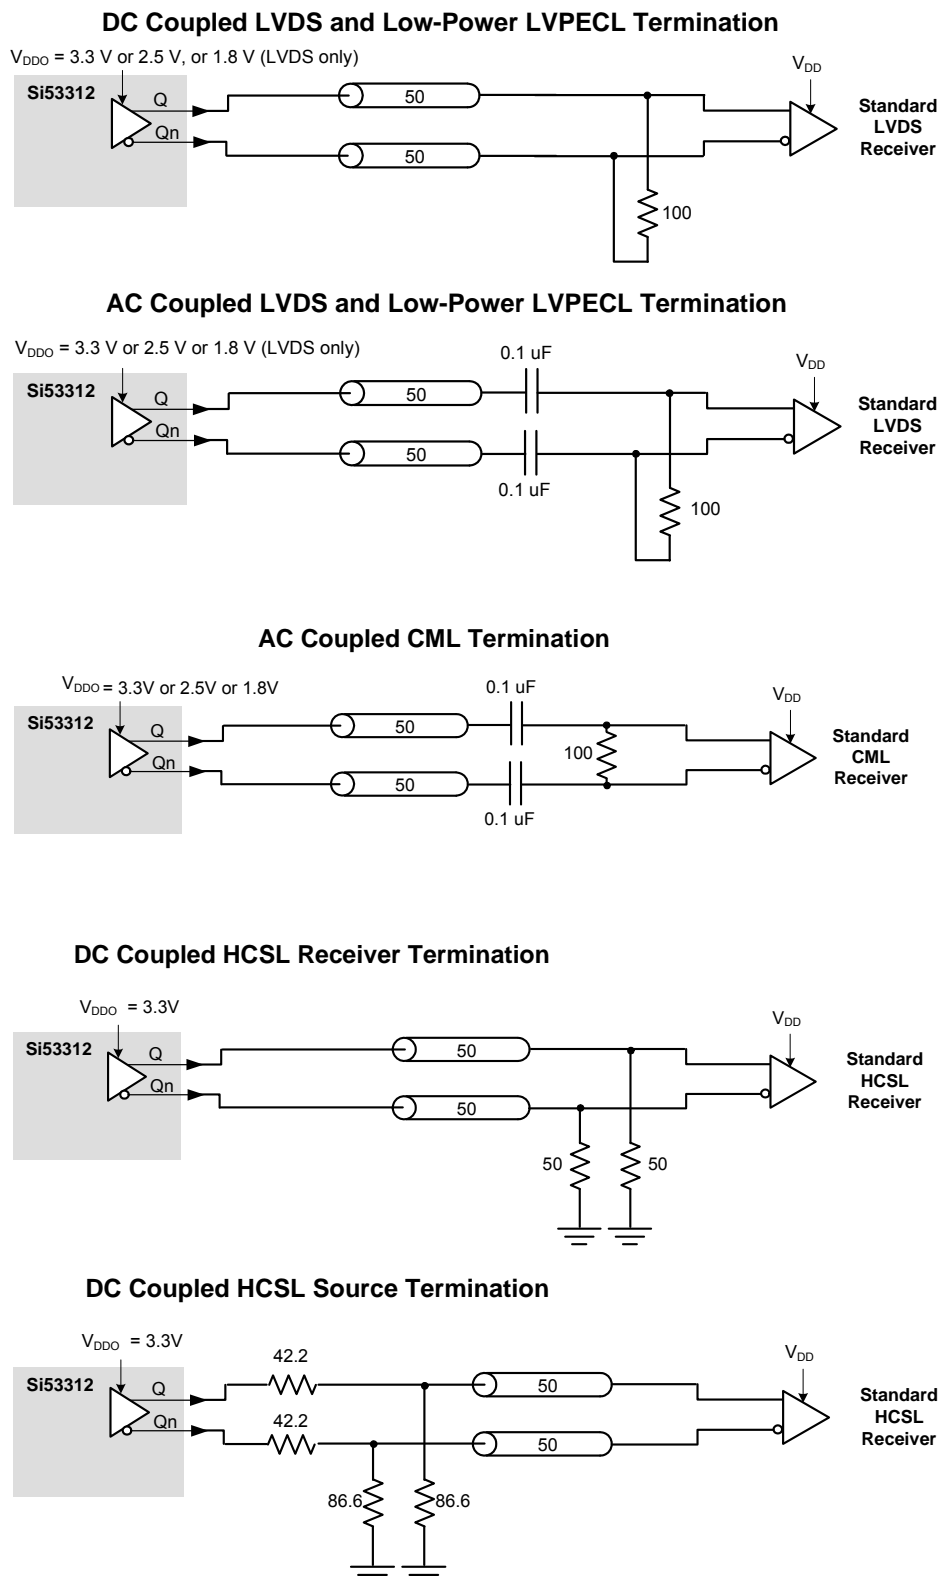 DC Coupled LVDS and Low-Power LVPECL Termination
VDDO = 3.3 V or 2.5 V, or 1.8 V (LVDS only)
Si53312
Q
Qn
50
50
100
VDD
Standard
LVDS
Receiver
AC Coupled LVDS and Low-Power LVPECL Termination
VDDO = 3.3 V or 2.5 V or 1.8 V (LVDS only)
Si53312
Q
Qn
50
50
0.1 uF
0.1 uF
100
VDD
Standard
LVDS
Receiver
AC Coupled CML Termination
VDDO = 3.3V or 2.5V or 1.8V
Si53312
Q
Qn
50
50
0.1 uF
0.1 uF
100
VDD
Standard
CML
Receiver
DC Coupled HCSL Receiver Termination
VDDO = 3.3V
Si53312
Q
Qn
50
50
50
50
VDD
Standard
HCSL
Receiver
DC Coupled HCSL Source Termination
VDDO = 3.3V
Si53312
Q
Qn
42.2
42.2
86.6
86.6
50
50
VDD
Standard
HCSL
Receiver